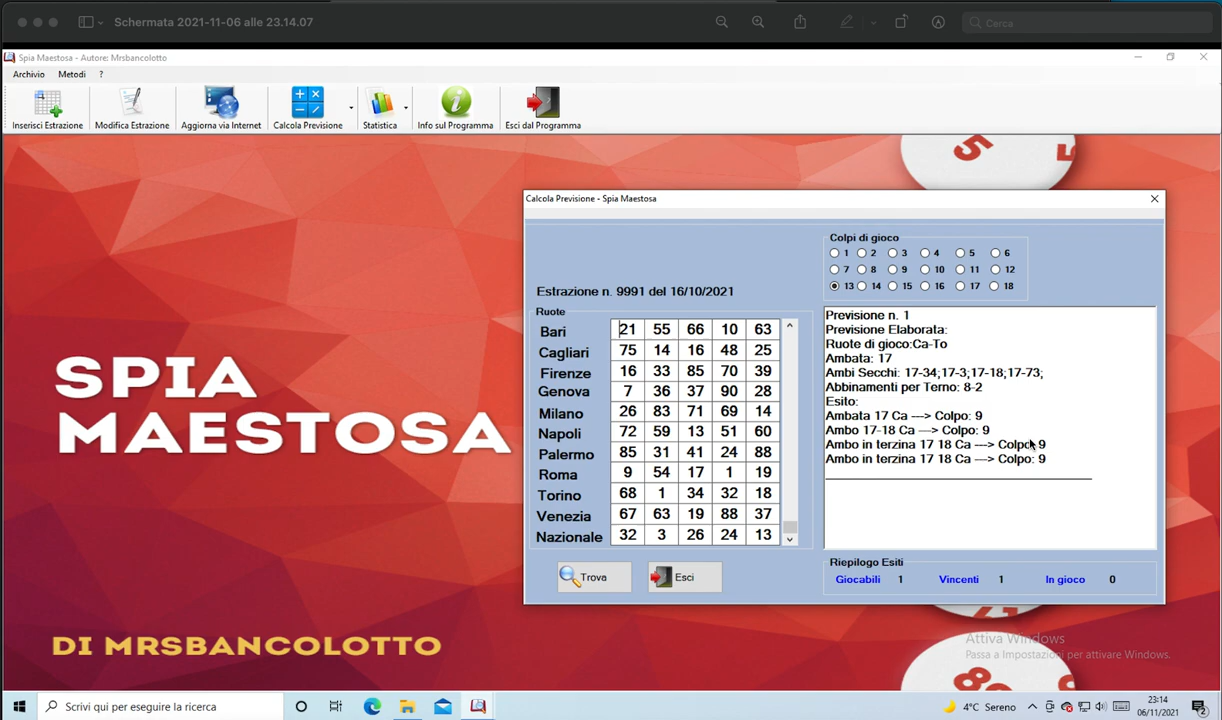 Schermata 2021-11-06 alle 23.14.07
Cerca
Spia Maestosa - Autore: Mrsbancolotto
Archivio Metodi ?
Inserisci Estrazione Modifica Estrazione Aggiorna via Internet Calcola Previsione Statistica Info sul Programma Esci dal Programma
5
SPIA
MAESTOSA
DI MRSBANCOLOTTO
Calcola Previsione - Spia Maestosa
Estrazione n. 9991 del 16/10/2021
Ruote
Bari 21 55 66 10 63
Cagliari 75 14 16 48 25
Firenze 16 33 85 70 39
Genova 7 36 37 90 28
Milano 26 83 71 69 14
Napoli 72 59 13 51 60
Palermo 85 31 41 24 88
Roma 9 54 17 1 19
Torino 68 1 34 32 18
Venezia 67 63 19 88 37
Nazionale 32 3 26 24 13
Trova Esci
Colpi di gioco
1 2 3 4 5 6
7 8 9 10 11 12
13 14 15 16 17 18
Previsione n. 1
Previsione Elaborata:
Ruote di gioco:Ca-To
Ambata: 17
Ambi Secchi: 17-34;17-3;17-18;17-73;
Abbinamenti per Terno: 8-2
Esito:
Ambata 17 Ca ---> Colpo: 9
Ambo 17-18 Ca ---> Colpo: 9
Ambo in terzina 17 18 Ca ---> Colpo: 9
Ambo in terzina 17 18 Ca ---> Colpo: 9
Riepilogo Esiti
Giocabili 1 Vincenti 1 In gioco 0
Attiva Windows
Passa a Impostazioni per attivare Windows.
Scrivi qui per eseguire la ricerca
4°C Sereno
23:14
06/11/2021
2